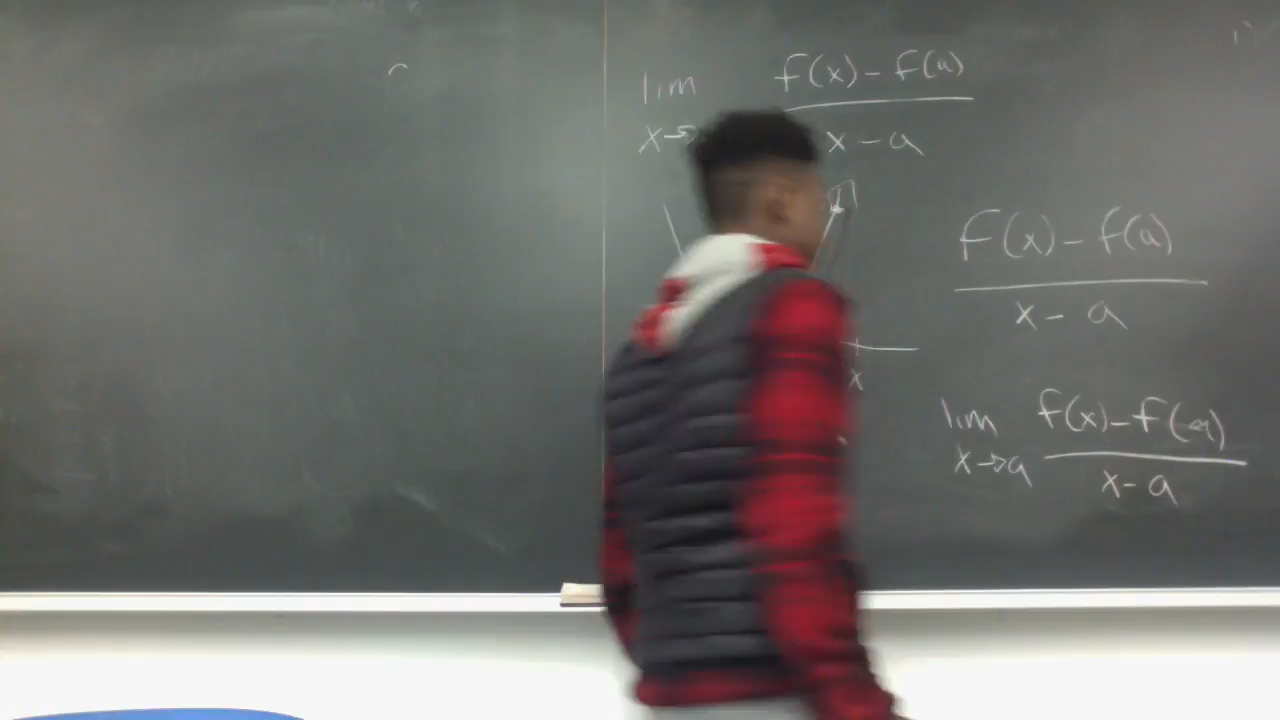 lim f(x) - f(a)
x→ x - a
f(x) - f(a)
x - a
x
lim f(x) - f(a)
x→a x - a